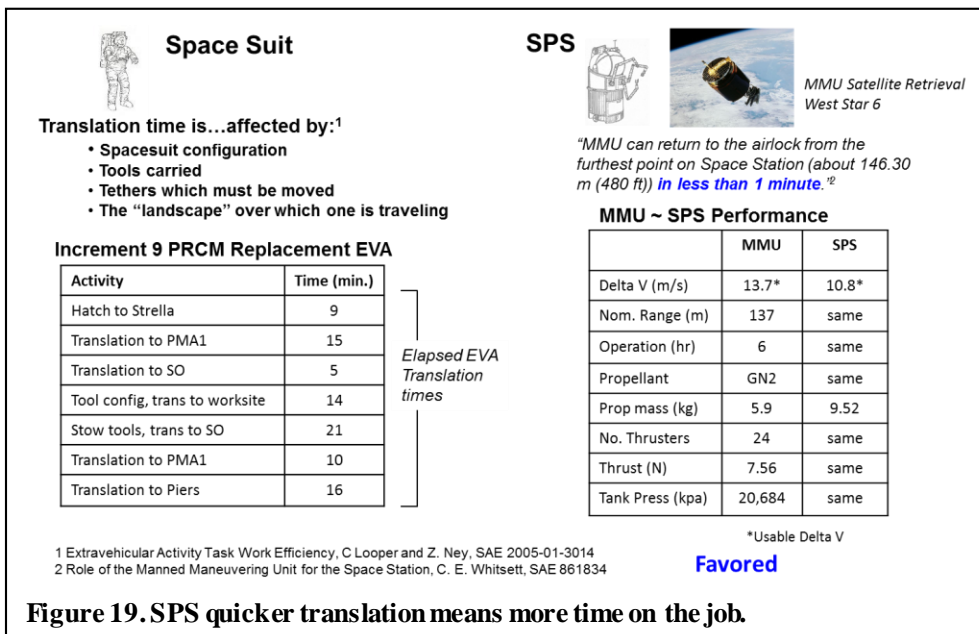 Space Suit
Translation time is...affected by:1
• Spacesuit configuration
• Tools carried
• Tethers which must be moved
• The “landscape” over which one is traveling
Increment 9 PRCM Replacement EVA
Activity Time (min.)
Hatch to Strella 9
Translation to PMA1 15
Translation to SO 5
Tool config, trans to worksite 14
Stow tools, trans to SO 21
Translation to PMA1 10
Translation to Piers 16
Elapsed EVA
Translation
times
SPS
MMU Satellite Retrieval
West Star 6
“MMU can return to the airlock from the
furthest point on Space Station (about 146.30
m (480 ft)) in less than 1 minute.’2
MMU ~ SPS Performance
MMU SPS
Delta V (m/s) 13.7* 10.8*
Nom. Range (m) 137 same
Operation (hr) 6 same
Propellant GN2 same
Prop mass (kg) 5.9 9.52
No. Thrusters 24 same
Thrust (N) 7.56 same
Tank Press (kpa) 20,684 same
*Usable Delta V
Favored
1 Extravehicular Activity Task Work Efficiency, C Looper and Z. Ney, SAE 2005-01-3014
2 Role of the Manned Maneuvering Unit for the Space Station, C. E. Whitsett, SAE 861834
Figure 19. SPS quicker translation means more time on the job.